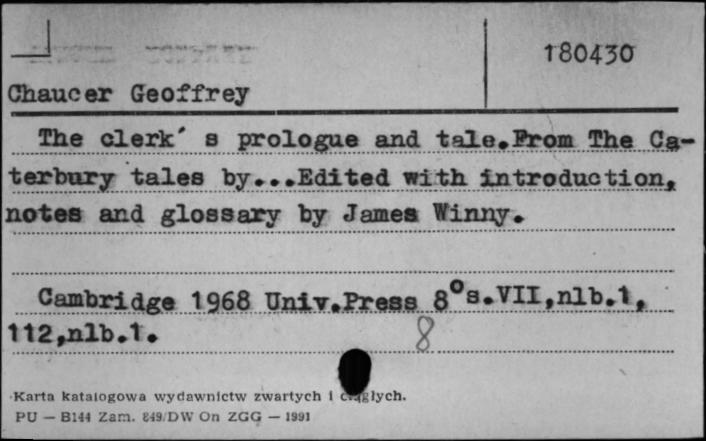 180430
Chaucer Geoffrey
The clerk´ s prologue and tale.From The Ca-
terbury tales by...Edited with introduction,
notes and glossary by James Winny.
Cambridge 1968 Univ.Press 8°s.VII,nlb.1,
112,nlb.1.
8
Karta katalogowa wydawnictw zwartych i ciągłych.
PU — B144 Zam. 849/DW On ZGG — 1991